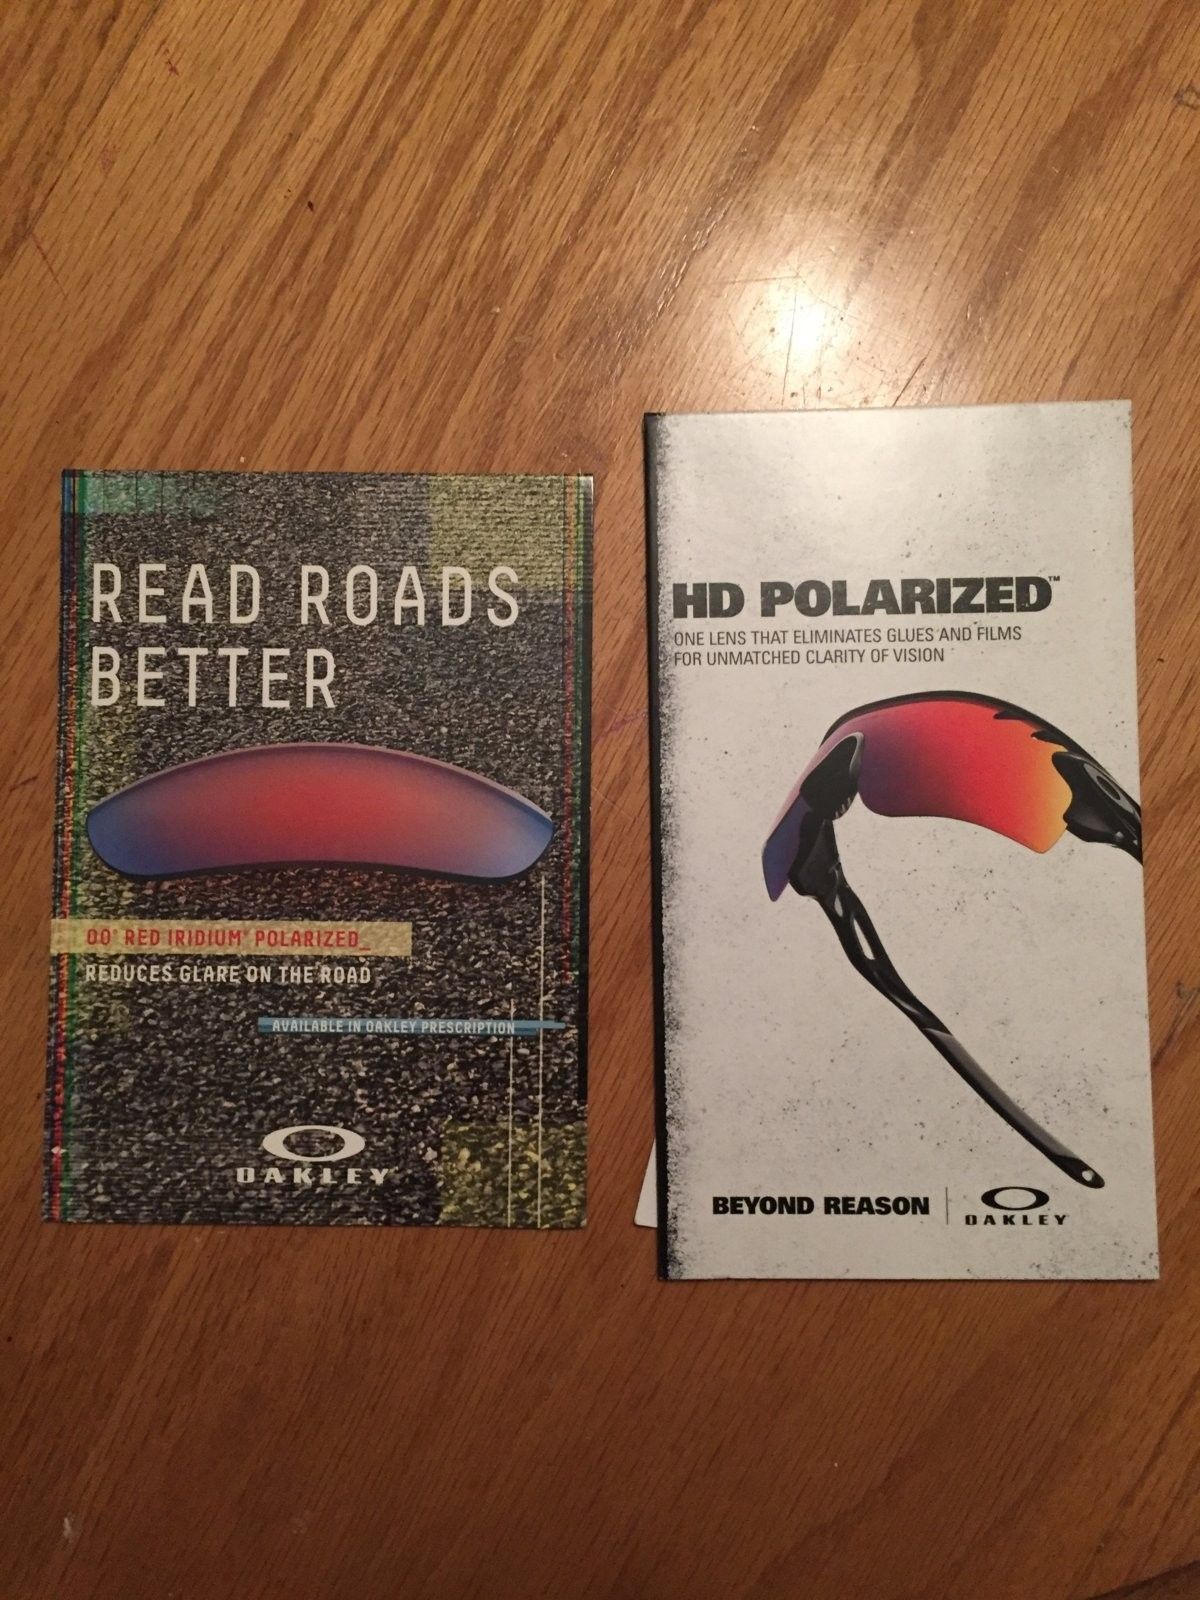 READ ROADS
BETTER
OO® RED IRIDIUM® POLARIZED_
REDUCES GLARE ON THE ROAD
AVAILABLE IN OAKLEY PRESCRIPTION
OAKLEY
HD POLARIZED™
ONE LENS THAT ELIMINATES GLUES AND FILMS
FOR UNMATCHED CLARITY OF VISION
BEYOND REASON
OAKLEY